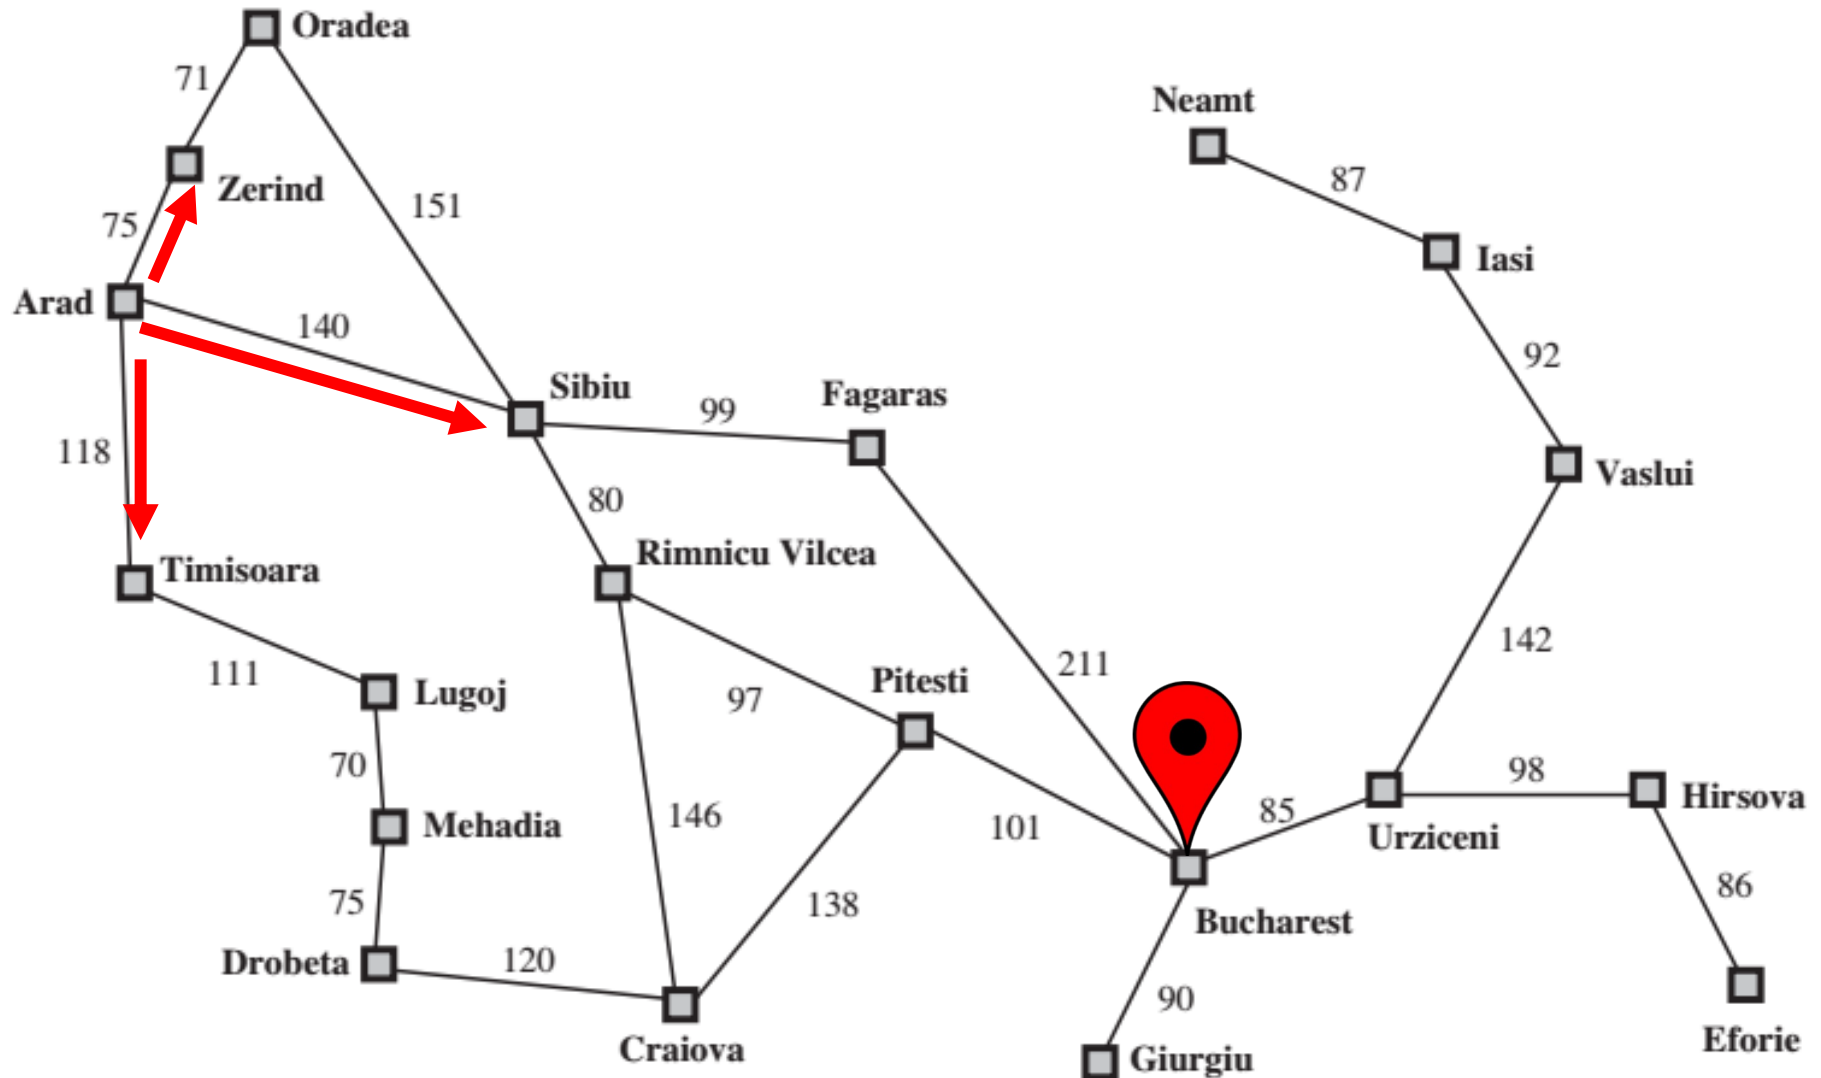 Oradea
71
Neamt
87
Zerind
151
75
Iasi
Arad
140
92
Sibiu
99
Fagaras
118
Vaslui
80
Rimnicu Vilcea
Timisoara
142
111
211
Lugoj
97
Pitesti
70
98
Hirsova
85
Mehadia
146
101
Urziceni
86
75
138
Bucharest
Drobeta
120
90
Craiova
Eforie
Giurgiu